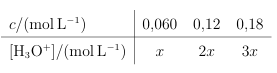 c/(mol L⁻¹) 0,060 0,12 0,18
[H₃O⁺]/(mol L⁻¹) x 2x 3x